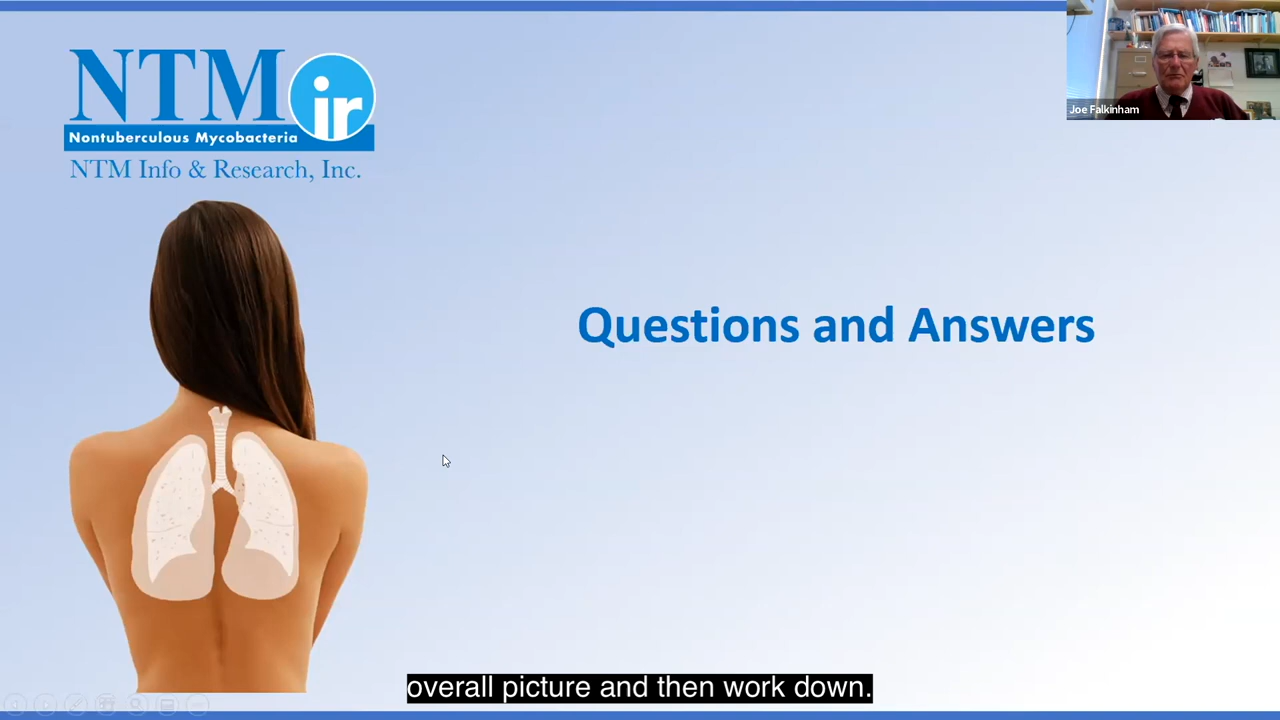 NTM
ir
Nontuberculous Mycobacteria
NTM Info & Research, Inc.
Joe Falkinham
Questions and Answers
overall picture and then work down.